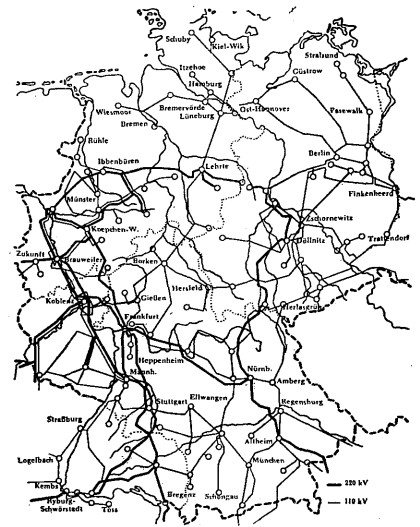 Schuby
Kiel-Wik
Itzehoe
Hamburg
Stralsund
Güstrow
Bremervörde
Lüneburg
Ost-Hannover
Pasewalk
Wiesmoor
Bremen
Rühle
Ibbenbüren
Lehrte
Berlin
Münster
Finkenheerd
Koepchen-W.
Zschornewitz
Trattendorf
Zukunft
Brauweiler
Borken
Döllnitz
Hersfeld
Koblenz
Gießen
Herlasgrün
Frankfurt
Heppenheim
Mannh.
Nürnb.
Amberg
Stuttgart
Ellwangen
Regensburg
Straßburg
Altheim
Logelbach
München
Kembs
Ryburg-
Schwörstadt
Töss
Bregenz
Schongau
220 kV
110 kV